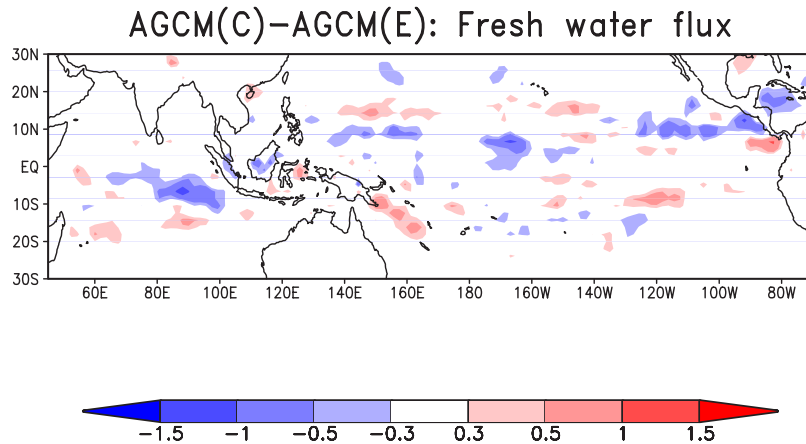 AGCM(C)−AGCM(E): Fresh water flux
30N
20N
10N
EQ
10S
20S
30S
60E 80E 100E 120E 140E 160E 180 160W 140W 120W 100W 80W
−1.5 −1 −0.5 −0.3 0.3 0.5 1 1.5